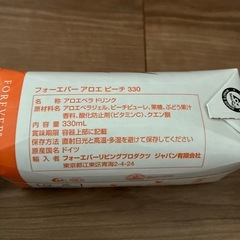 フォーエバー アロエ ピーチ 330
名称 アロエベラ ドリンク
原材料名 アロエベラジェル、ピーチピューレ、果糖、ぶどう果汁
香料、酸化防止剤(ビタミンC)、クエン酸
内容量 330mL
賞味期限 容器上部に記載
保存方法 直射日光と高温・多湿を避けて保存して下さい
原産国名 ドイツ
輸入者 フォーエバーリビングプロダクツ ジャパン有限会社
東京都江東区青海2-4-24
FOREVER